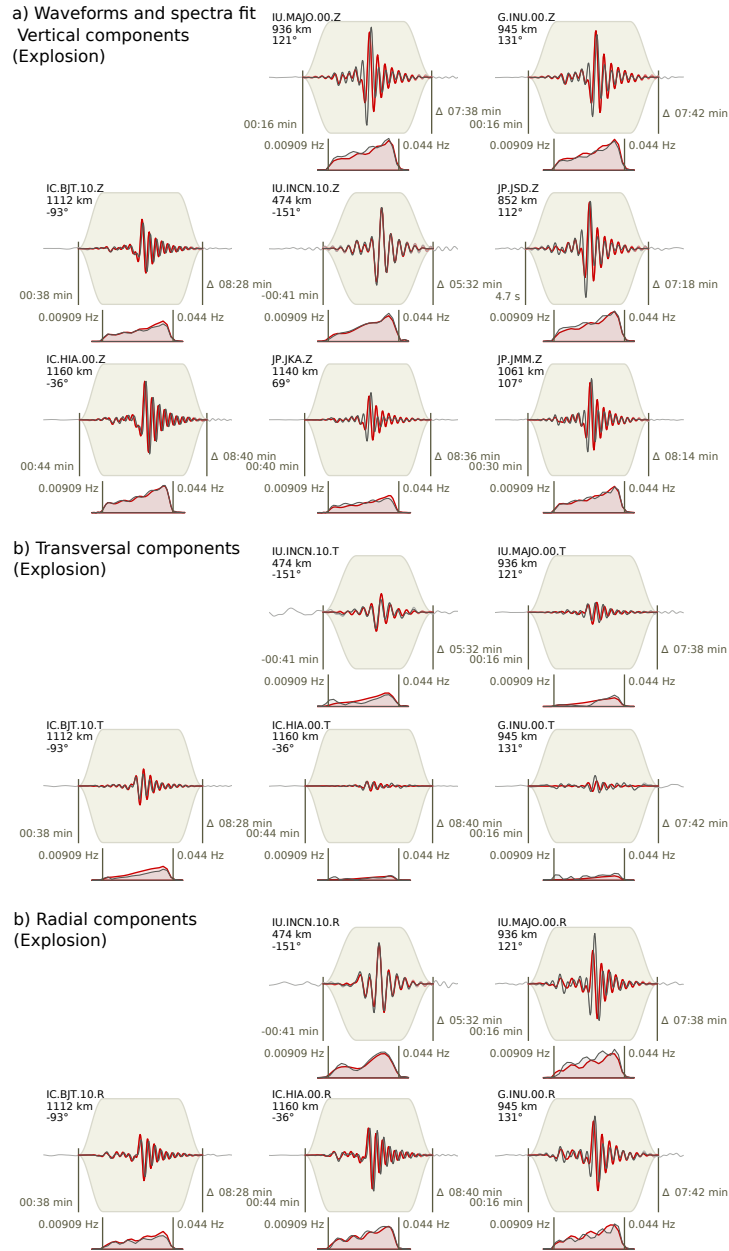 a) Waveforms and spectra fit
Vertical components
(Explosion)
IU.MAJO.00.Z
936 km
121°
00:16 min
Δ 07:38 min
0.00909 Hz
0.044 Hz
G.INU.00.Z
945 km
131°
00:16 min
Δ 07:42 min
0.00909 Hz
0.044 Hz
IC.BJT.10.Z
1112 km
-93°
00:38 min
Δ 08:28 min
0.00909 Hz
0.044 Hz
IU.INCN.10.Z
474 km
-151°
-00:41 min
Δ 05:32 min
0.00909 Hz
0.044 Hz
JP.JSD.Z
852 km
112°
4.7 s
Δ 07:18 min
0.00909 Hz
0.044 Hz
IC.HIA.00.Z
1160 km
-36°
00:44 min
Δ 08:40 min
0.00909 Hz
0.044 Hz
JP.JKA.Z
1140 km
69°
00:40 min
Δ 08:36 min
0.00909 Hz
0.044 Hz
JP.JMM.Z
1061 km
107°
00:30 min
Δ 08:14 min
0.00909 Hz
0.044 Hz
b) Transversal components
(Explosion)
IU.INCN.10.T
474 km
-151°
-00:41 min
Δ 05:32 min
0.00909 Hz
0.044 Hz
IU.MAJO.00.T
936 km
121°
00:16 min
Δ 07:38 min
0.00909 Hz
0.044 Hz
IC.BJT.10.T
1112 km
-93°
00:38 min
Δ 08:28 min
0.00909 Hz
0.044 Hz
IC.HIA.00.T
1160 km
-36°
00:44 min
Δ 08:40 min
0.00909 Hz
0.044 Hz
G.INU.00.T
945 km
131°
00:16 min
Δ 07:42 min
0.00909 Hz
0.044 Hz
b) Radial components
(Explosion)
IU.INCN.10.R
474 km
-151°
-00:41 min
Δ 05:32 min
0.00909 Hz
0.044 Hz
IU.MAJO.00.R
936 km
121°
00:16 min
Δ 07:38 min
0.00909 Hz
0.044 Hz
IC.BJT.10.R
1112 km
-93°
00:38 min
Δ 08:28 min
0.00909 Hz
0.044 Hz
IC.HIA.00.R
1160 km
-36°
00:44 min
Δ 08:40 min
0.00909 Hz
0.044 Hz
G.INU.00.R
945 km
131°
00:16 min
Δ 07:42 min
0.00909 Hz
0.044 Hz